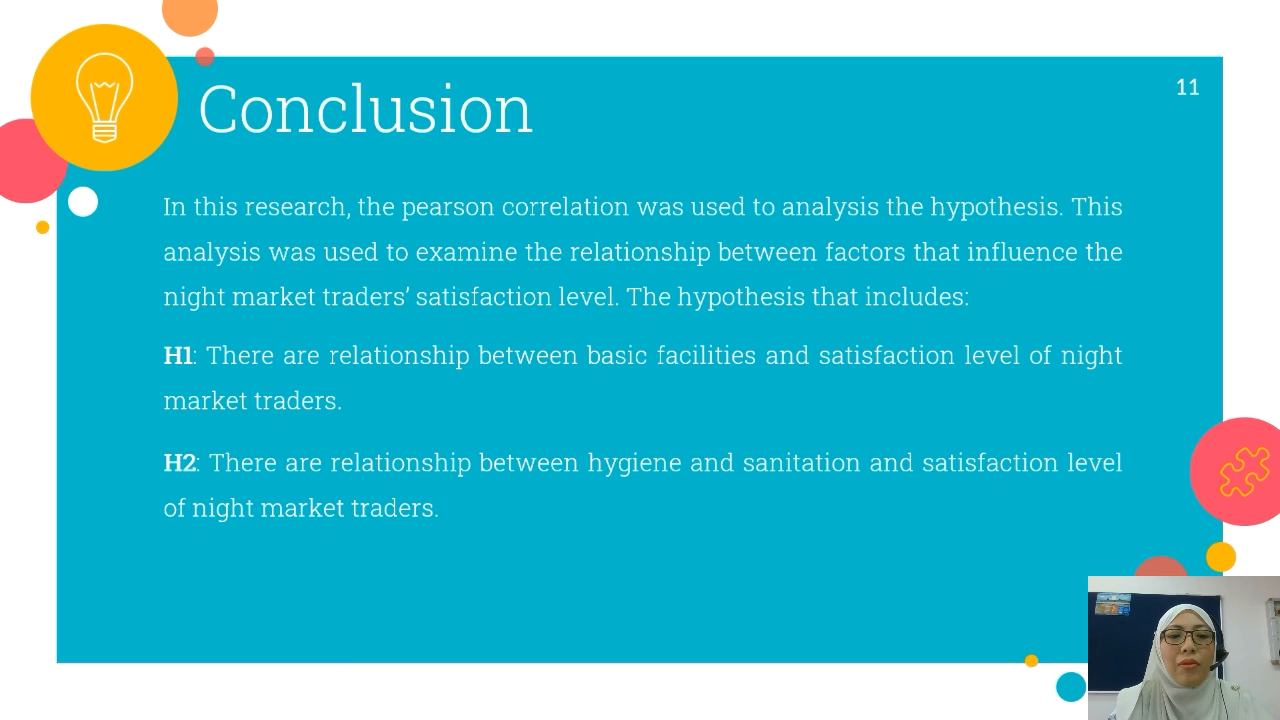 Conclusion
11
In this research, the pearson correlation was used to analysis the hypothesis. This
analysis was used to examine the relationship between factors that influence the
night market traders’ satisfaction level. The hypothesis that includes:
H1: There are relationship between basic facilities and satisfaction level of night
market traders.
H2: There are relationship between hygiene and sanitation and satisfaction level
of night market traders.